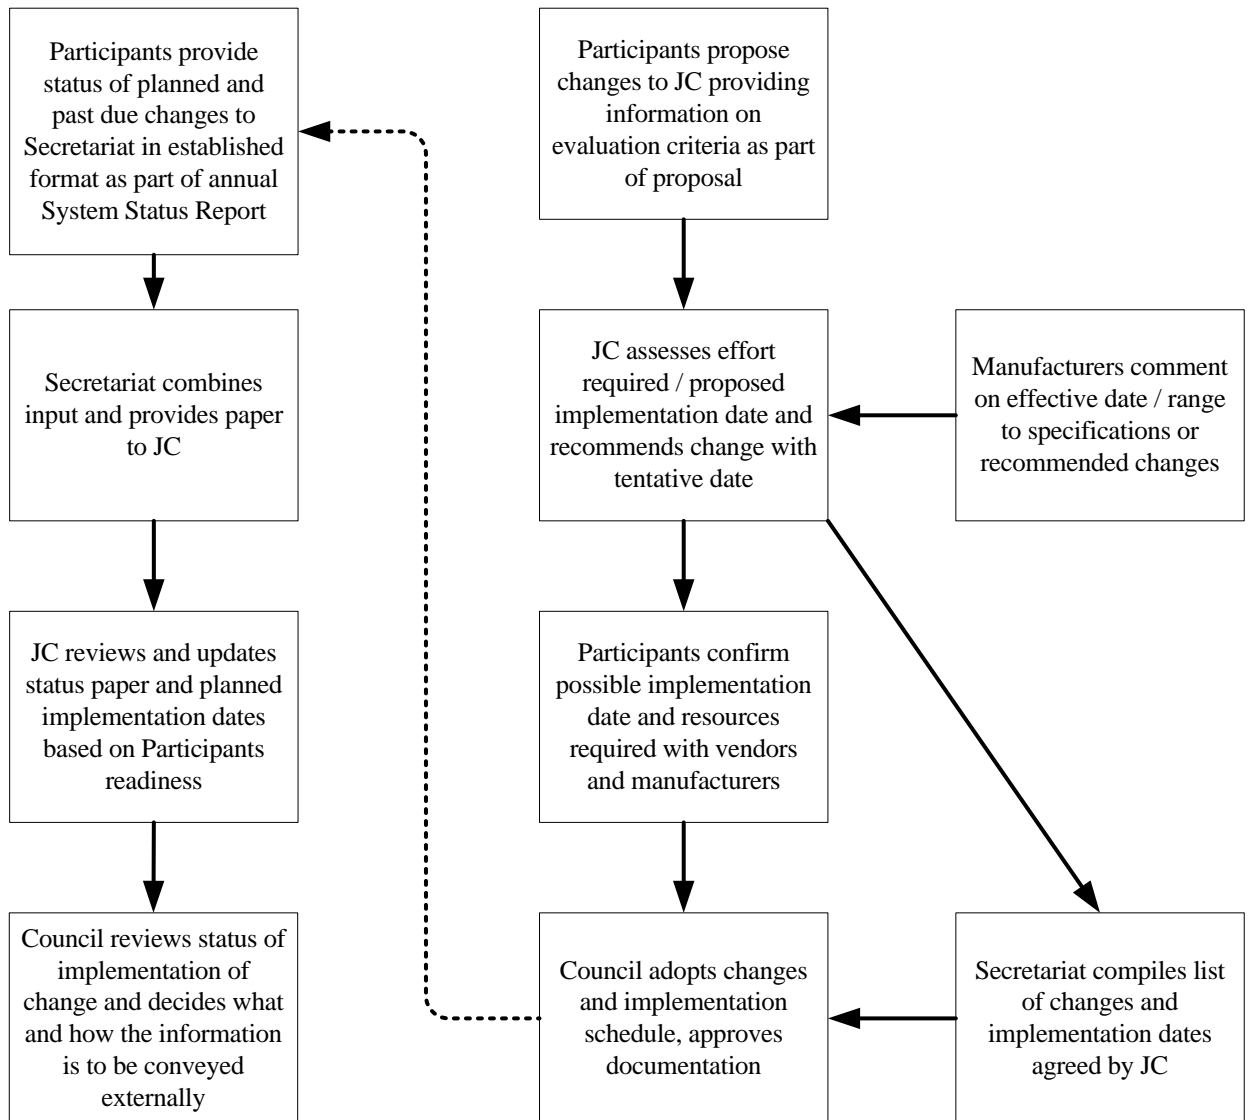 Participants provide
status of planned and
past due changes to
Secretariat in established
format as part of annual
System Status Report
Participants propose
changes to JC providing
information on
evaluation criteria as part
of proposal
Secretariat combines
input and provides paper
to JC
JC assesses effort
required / proposed
implementation date and
recommends change with
tentative date
Manufacturers comment
on effective date / range
to specifications or
recommended changes
JC reviews and updates
status paper and planned
implementation dates
based on Participants
readiness
Participants confirm
possible implementation
date and resources
required with vendors
and manufacturers
Council reviews status of
implementation of
change and decides what
and how the information
is to be conveyed
externally
Council adopts changes
and implementation
schedule, approves
documentation
Secretariat compiles list
of changes and
implementation dates
agreed by JC